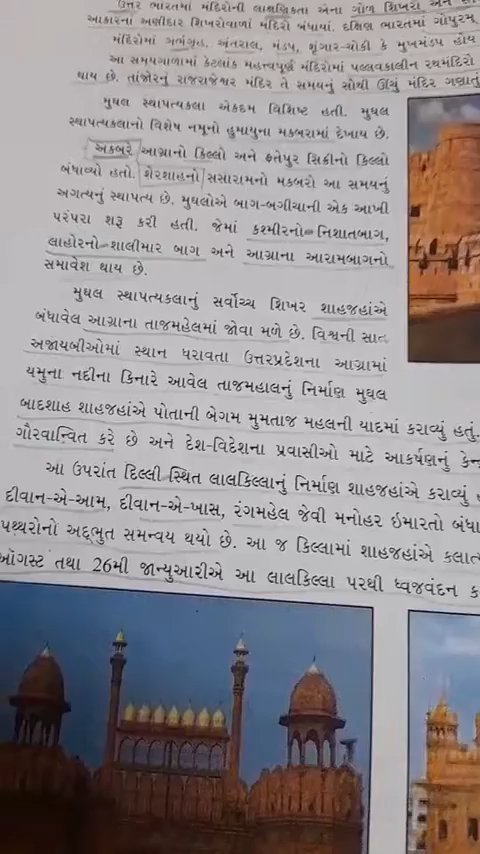 ઉત્તર ભારતમાં મંદિરોની લાક્ષણિકતા એના ગોળ શિખરો અને
આકારનાં અણીદાર શિખરોવાળાં મંદિરો બંધાયાં. દક્ષિણ ભારતમાં ગોપુરમ્
મંદિરોમાં ગર્ભગૃહ, અંતરાલ, મંડપ, શૃંગાર-ચોકી કે મુખમંડપ હોય
આ સમયગાળામાં કેટલાંક મહત્ત્વપૂર્ણ મંદિરોમાં પલ્લવકાલીન રથમંદિરો
થાય છે. તાંજોરનું રાજરાજેશ્વર મંદિર તે સમયનું સૌથી ઊંચું મંદિર ગણાતું
મુઘલ સ્થાપત્યકલા એકદમ વિશિષ્ટ હતી. મુઘલ
સ્થાપત્યકલાનો વિશેષ નમૂનો હુમાયુના મકબરામાં દેખાય છે.
અકબરે આગ્રાનો કિલ્લો અને ફતેપુર સિક્રીનો કિલ્લો
બંધાવ્યો હતો. શેરશાહનો સસારામનો મકબરો આ સમયનું
અગત્યનું સ્થાપત્ય છે. મુઘલોએ બાગ-બગીચાની એક આખી
પરંપરા શરૂ કરી હતી. જેમાં કશ્મીરનો નિશાતબાગ,
લાહોરનો શાલીમાર બાગ અને આગ્રાના આરામબાગનો
સમાવેશ થાય છે.
મુઘલ સ્થાપત્યકલાનું સર્વોચ્ચ શિખર શાહજહાંએ
બંધાવેલ આગ્રાના તાજમહેલમાં જોવા મળે છે. વિશ્વની સાત
અજાયબીઓમાં સ્થાન ધરાવતા ઉત્તરપ્રદેશના આગ્રામાં
યમુના નદીના કિનારે આવેલ તાજમહાલનું નિર્માણ મુઘલ
બાદશાહ શાહજહાંએ પોતાની બેગમ મુમતાજ મહલની યાદમાં કરાવ્યું હતું.
ગૌરવાન્વિત કરે છે અને દેશ-વિદેશના પ્રવાસીઓ માટે આકર્ષણનું
આ ઉપરાંત દિલ્લી સ્થિત લાલકિલ્લાનું નિર્માણ શાહજહાંએ કરાવ્યું
દીવાન-એ-આમ, દીવાન-એ-ખાસ, રંગમહેલ જેવી મનોહર ઇમારતો
પથ્થરોનો અદ્દભુત સમન્વય થયો છે. આ જ કિલ્લામાં શાહજહાંએ
ઑગસ્ટ તથા 26મી જાન્યુઆરીએ આ લાલકિલ્લા પરથી ધ્વજવંદન